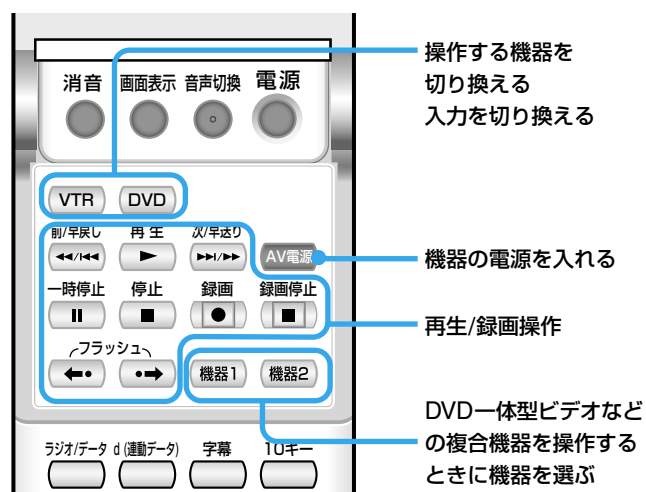 消音 画面表示 音声切換 電源
操作する機器を
切り換える
入力を切り換える
VTR DVD
前/早戻し 再生 次/早送り
AV電源
機器の電源を入れる
一時停止 停止 録画 録画停止
再生/録画操作
フラッシュ
機器1 機器2
DVD一体型ビデオなど
の複合機器を操作する
ときに機器を選ぶ
ラジオ/データ d(連動データ) 字幕 10キー